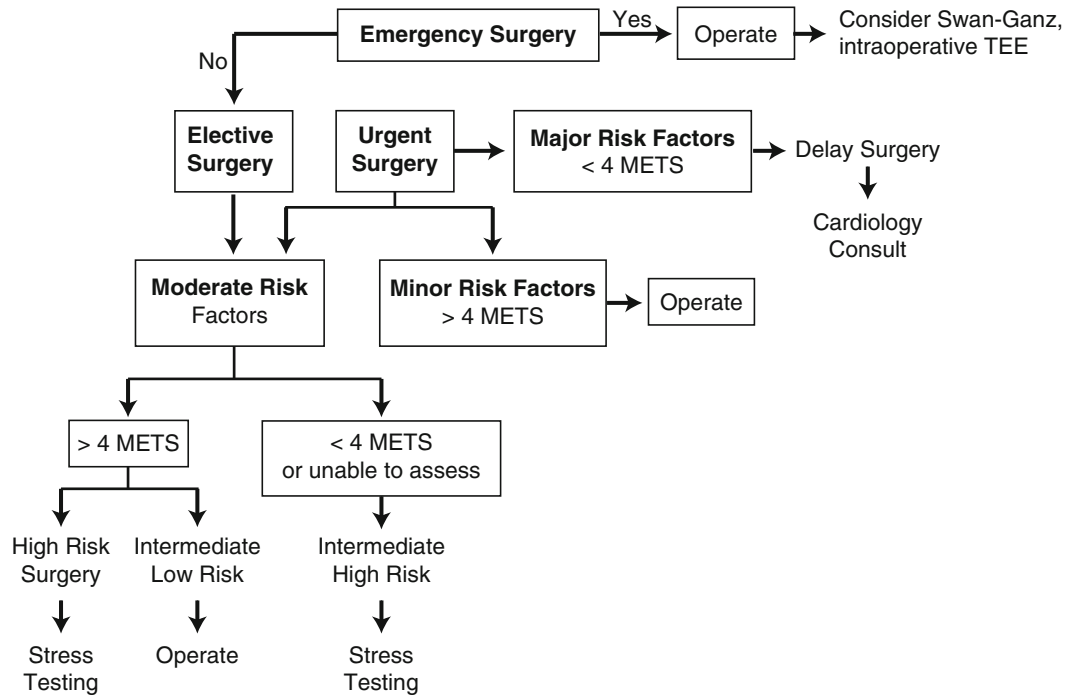 Emergency Surgery
Yes
Operate
Consider Swan-Ganz,
intraoperative TEE
No
Elective
Surgery
Urgent
Surgery
Major Risk Factors
< 4 METS
Delay Surgery
Cardiology
Consult
Moderate Risk
Factors
Minor Risk Factors
> 4 METS
Operate
> 4 METS
< 4 METS
or unable to assess
High Risk
Surgery
Intermediate
Low Risk
Intermediate
High Risk
Stress
Testing
Operate
Stress
Testing